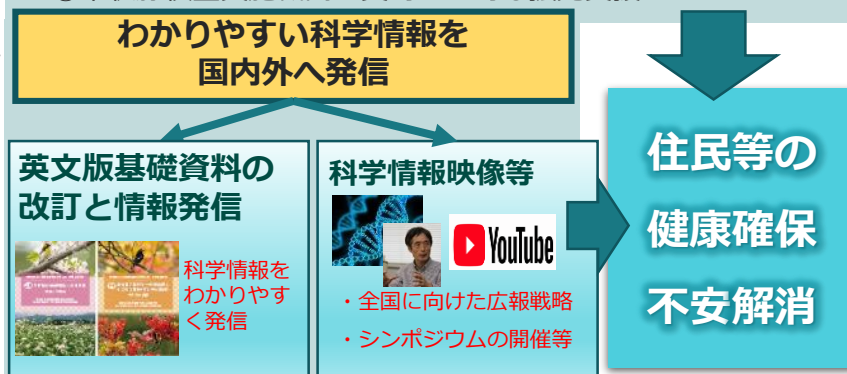 わかりやすい科学情報を
国内外へ発信
英文版基礎資料の
改訂と情報発信
科学情報を
わかりやす
く発信
科学情報映像等
YouTube
・全国に向けた広報戦略
・シンポジウムの開催等
住民等の
健康確保
不安解消